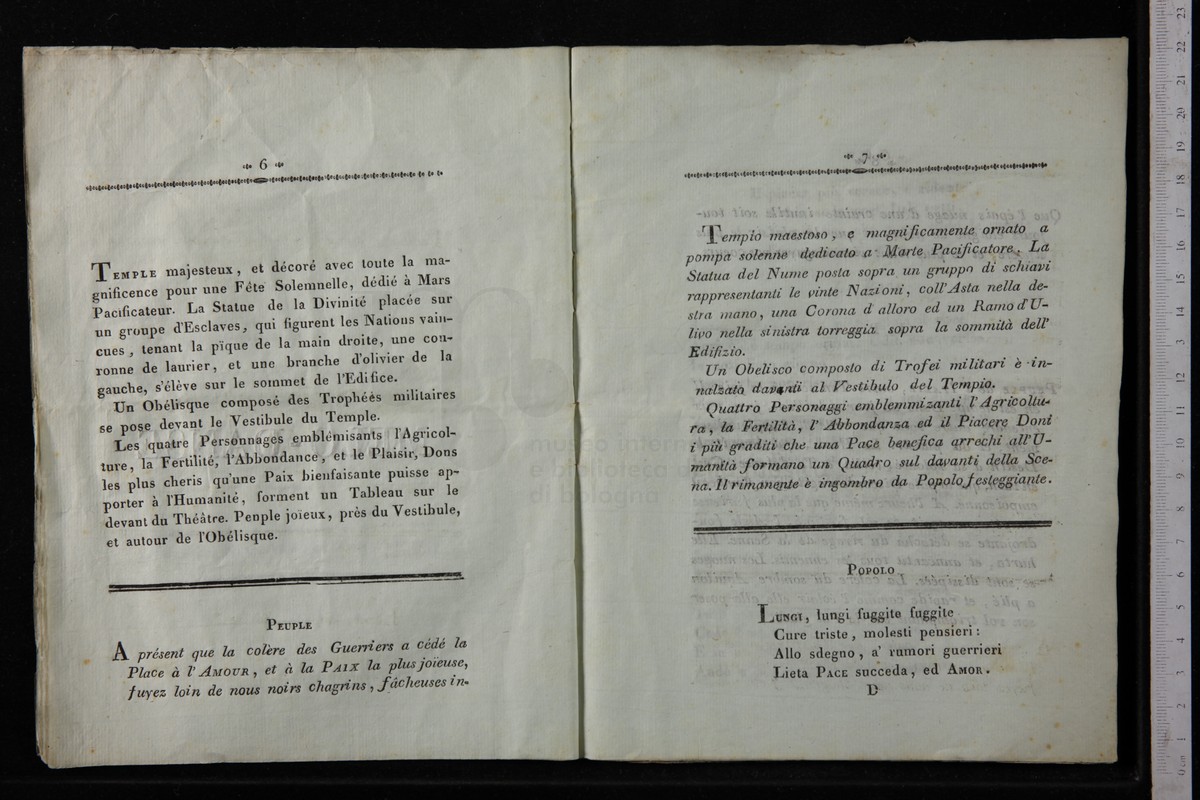 6
TEMPLE majesteux, et décoré avec toute la ma-
gnificence pour une Fête Solemnelle, dédié à Mars
Pacificateur. La Statue de la Divinité placée sur
un groupe d'Esclaves, qui figurent les Nations vain-
cues, tenant la pîque de la main droite, une cou-
ronne de laurier, et une branche d'olivier de la
gauche, s'élève sur le sommet de l'Edifice.
Un Obélisque composé des Trophéés militaires
se pose devant le Vestibule du Temple.
Les quatre Personnages emblémisants l'Agricol-
ture, la Fertilité, l'Abbondance, et le Plaisir, Dons
les plus cheris qu'une Paix bienfaisante puisse ap-
porter à l'Humanité, forment un Tableau sur le
devant du Théâtre. Penple joïeux, près du Vestibule,
et autour de l'Obélisque.
PEUPLE
A présent que la colère des Guerriers a cédé la
Place à l'AMOUR, et à la PAIX la plus joïeuse,
fuyez loin de nous noirs chagrins, fâcheuses in-
7
Tempio maestoso, e magnificamente ornato a
pompa solenne dedicato a Marte Pacificatore. La
Statua del Nume posta sopra un gruppo di schiavi
rappresentanti le vinte Nazioni, coll'Asta nella de-
stra mano, una Corona d alloro ed un Ramo d'U-
livo nella sinistra torreggia sopra la sommità dell'
Edifizio.
Un Obelisco composto di Trofei militari è in-
nalzato davanti al Vestibulo del Tempio.
Quattro Personaggi emblemmizanti l'Agricoltu-
ra, la Fertilità, l'Abbondanza ed il Piacere Doni
i più graditi che una Pace benefica arrechi all'U-
manità formano un Quadro sul davanti della Sce-
na. Il rimanente è ingombro da Popolo festeggiante.
POPOLO
LUNGI, lungi fuggite fuggite
Cure triste, molesti pensieri:
Allo sdegno, a' rumori guerrieri
Lieta PACE succeda, ed AMOR.
D